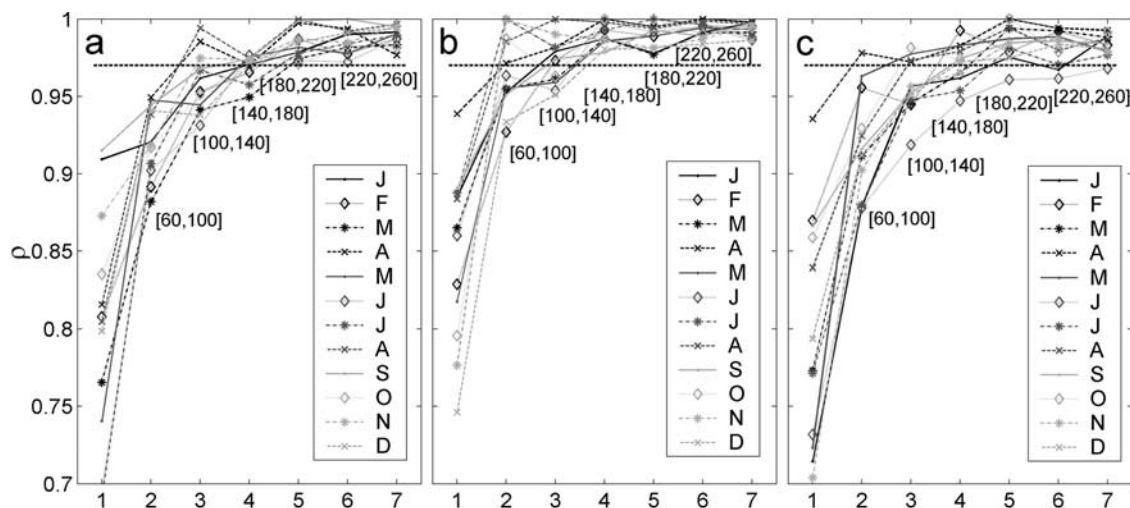 a
b
c
ρ
1
0.95
0.9
0.85
0.8
0.75
0.7
[60,100]
[100,140]
[140,180]
[180,220]
[220,260]
J
F
M
A
M
J
J
A
S
O
N
D
1 2 3 4 5 6 7
[60,100]
[100,140]
[140,180]
[180,220]
[220,260]
J
F
M
A
M
J
J
A
S
O
N
D
1 2 3 4 5 6 7
[60,100]
[100,140]
[140,180]
[180,220]
[220,260]
J
F
M
A
M
J
J
A
S
O
N
D
1 2 3 4 5 6 7